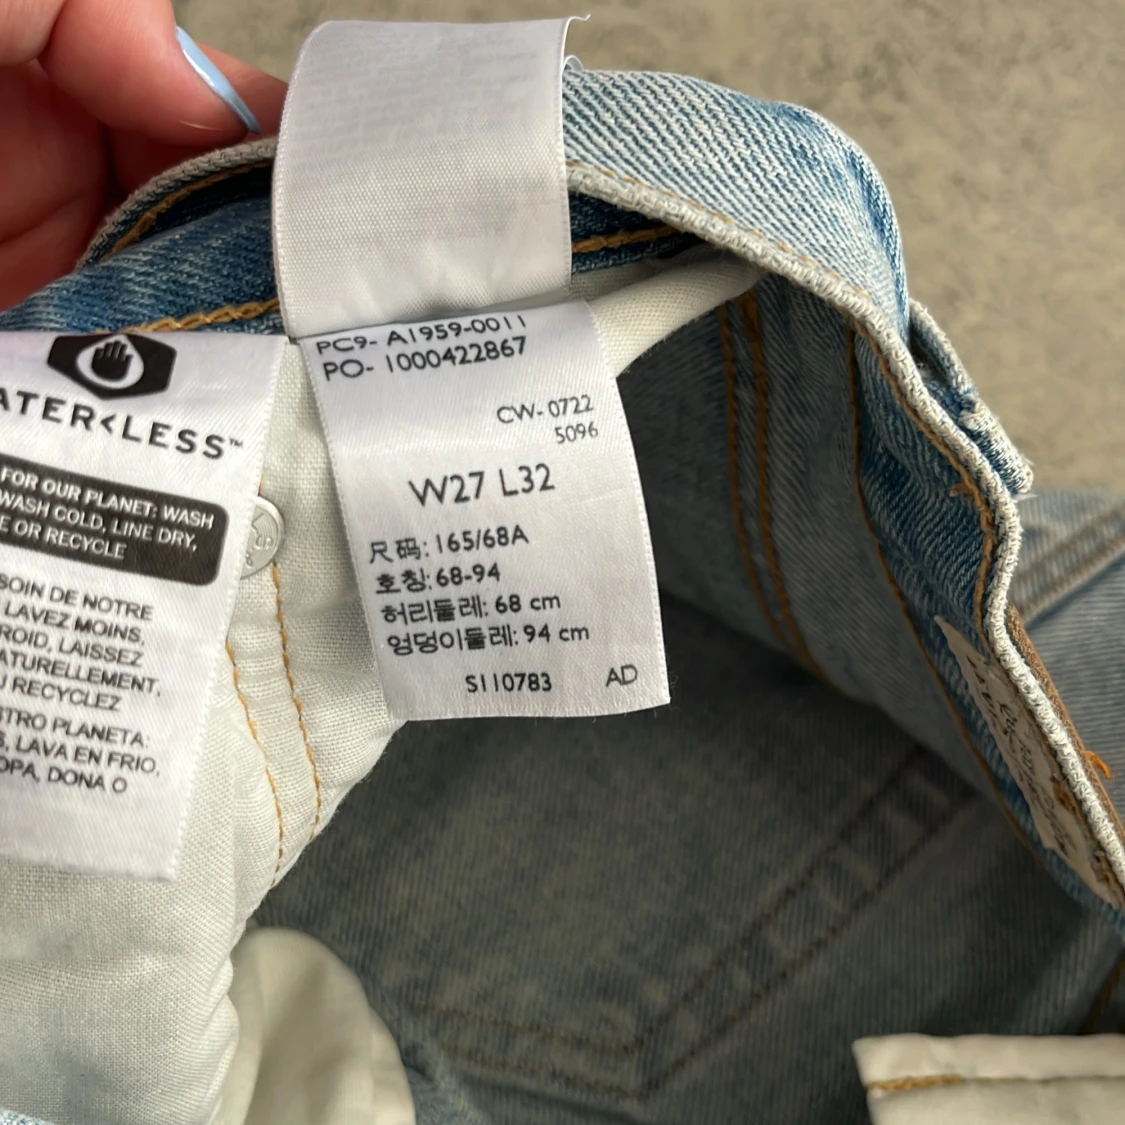 ATER<LESS™
FOR OUR PLANET: WASH
WASH COLD, LINE DRY,
E OR RECYCLE
SOIN DE NOTRE
LAVEZ MOINS,
ROID, LAISSEZ
ATURELLEMENT,
U RECYCLEZ
STRO PLANETA:
S, LAVA EN FRIO,
OPA, DONA O
PC9- A1959-0011
PO- 1000422867
CW- 0722
5096
W27 L32
尺码: 165/68A
호칭: 68-94
허리둘레: 68 cm
엉덩이둘레: 94 cm
S110783 AD